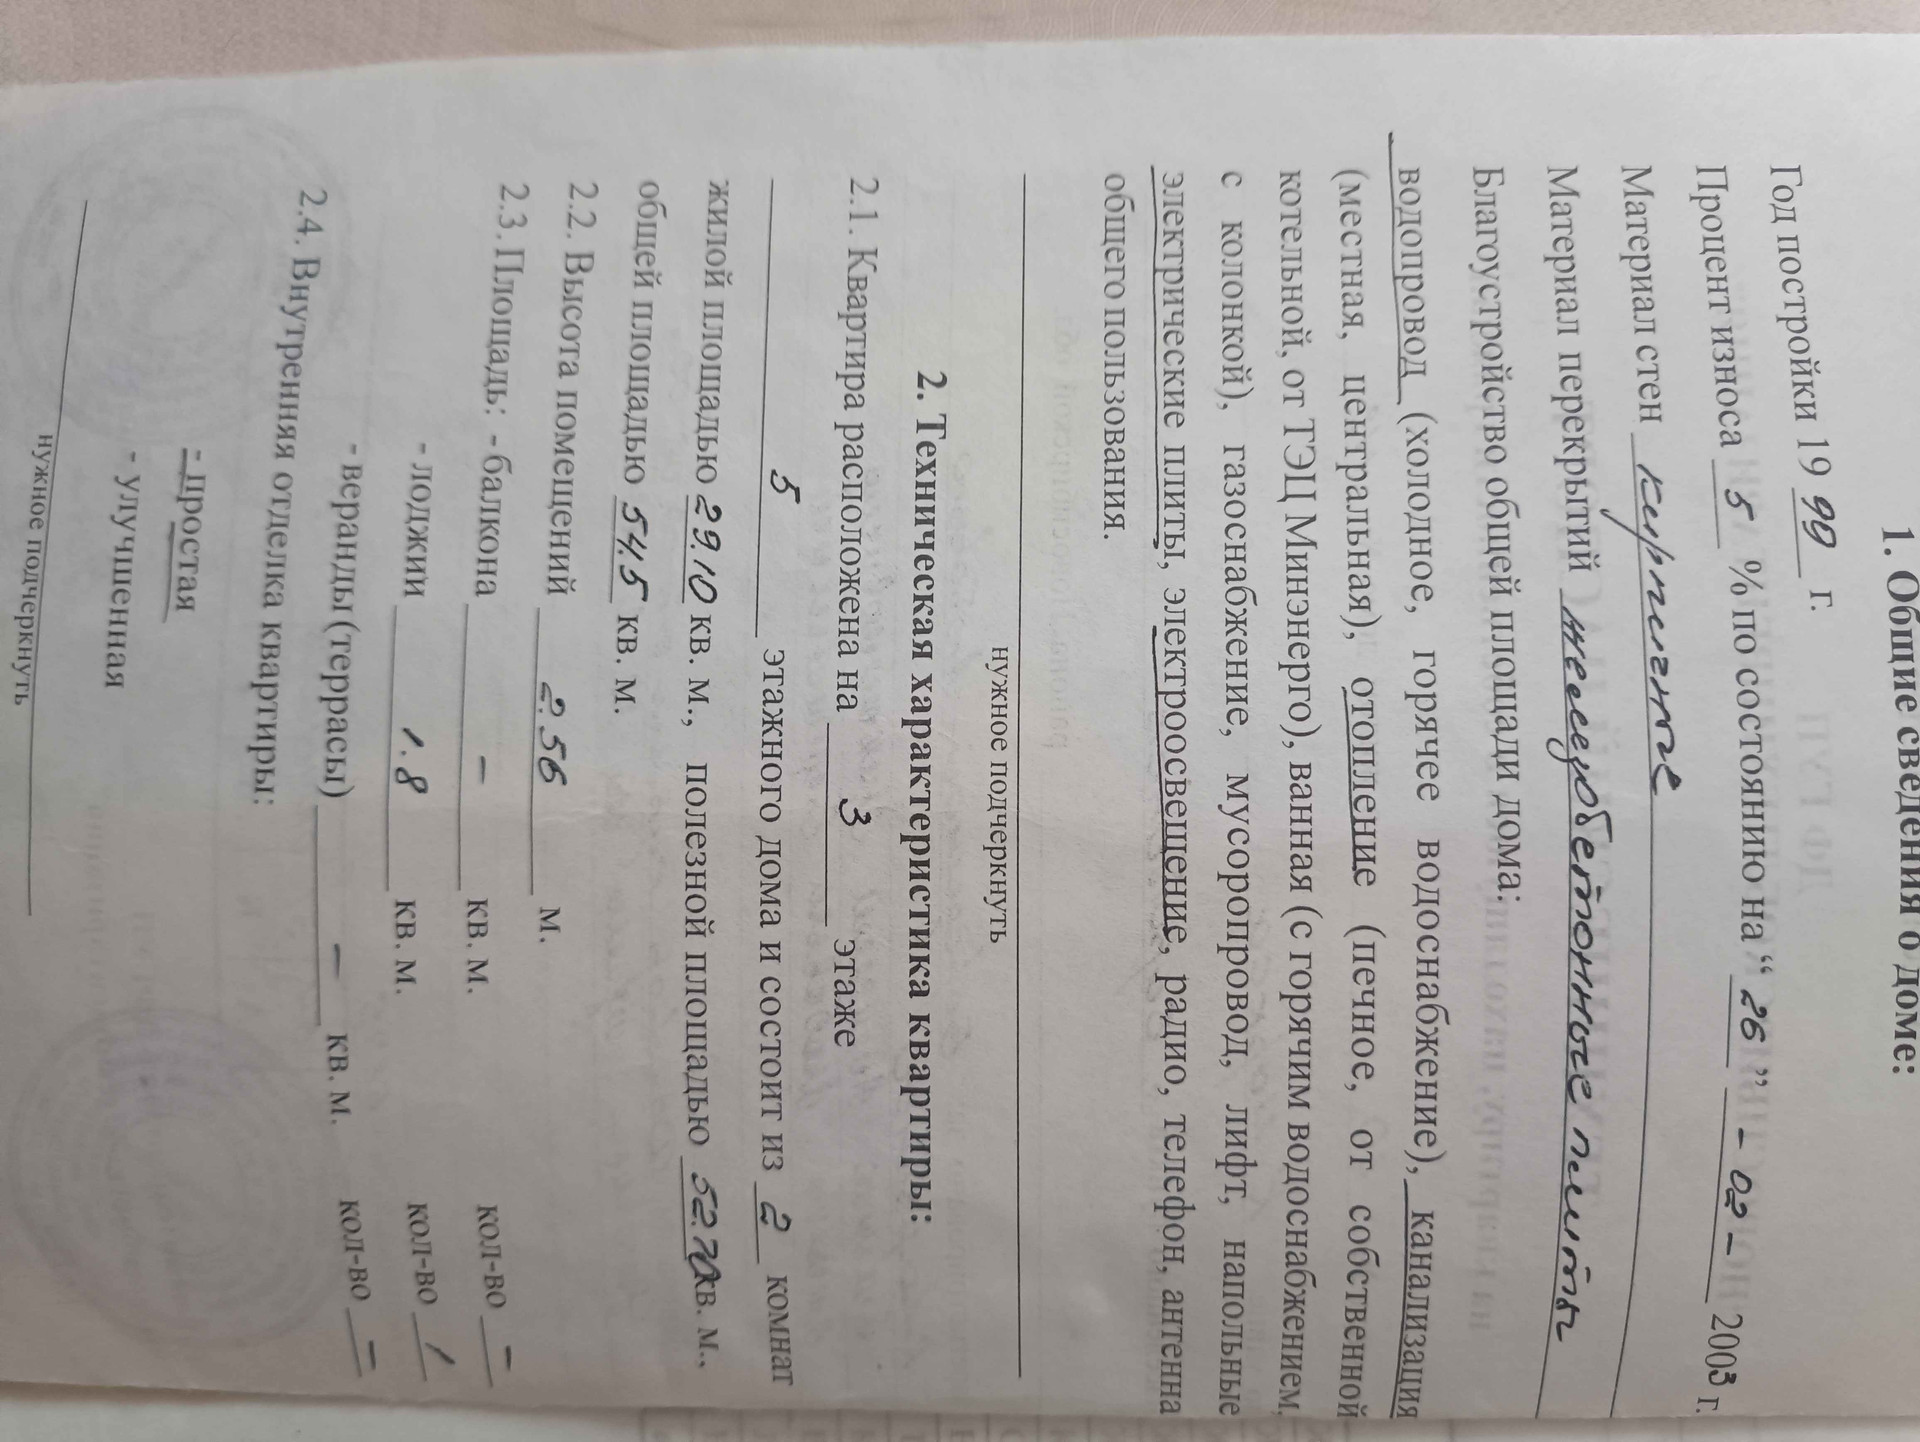 1. Общие сведения о доме:
Год постройки 19 99 г.
Процент износа 5 % по состоянию на “ 26 ” - 02 - 2003 г.
Материал стен кирпичные
Материал перекрытий железобетонные плиты
Благоустройство общей площади дома:
водопровод (холодное, горячее водоснабжение), канализация
(местная, центральная), отопление (печное, от собственной
котельной, от ТЭЦ Минэнерго), ванная (с горячим водоснабжением,
с колонкой), газоснабжение, мусоропровод, лифт, напольные
электрические плиты, электроосвещение, радио, телефон, антенна
общего пользования.
нужное подчеркнуть
2. Техническая характеристика квартиры:
2.1. Квартира расположена на 3 этаже
5 этажного дома и состоит из 2 комнат
жилой площадью 29.10 кв. м., полезной площадью 52.70 кв. м.,
общей площадью 54.5 кв. м.
2.2. Высота помещений 2.56 м.
2.3. Площадь: - балкона – кв. м. кол-во –
- лоджии 1.8 кв. м. кол-во 1
- веранды (террасы) – кв. м. кол-во –
2.4. Внутренняя отделка квартиры:
- простая
- улучшенная
нужное подчеркнуть